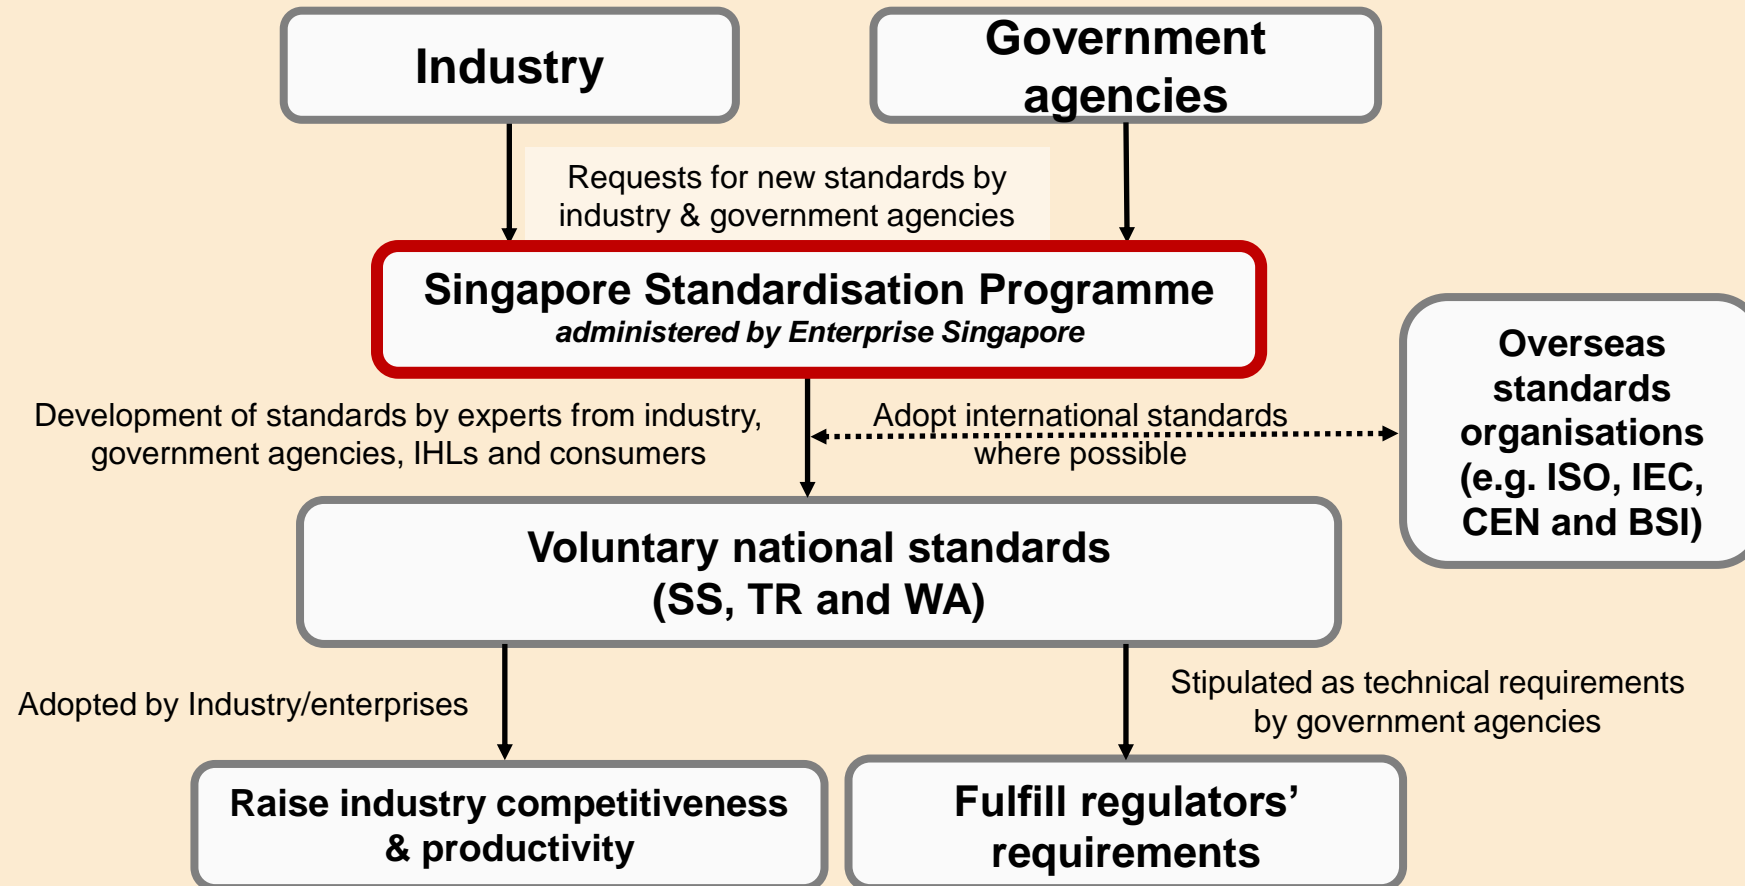 Industry
Government
agencies
Requests for new standards by
industry & government agencies
Singapore Standardisation Programme
administered by Enterprise Singapore
Development of standards by experts from industry,
government agencies, IHLs and consumers
Adopt international standards
where possible
Overseas
standards
organisations
(e.g. ISO, IEC,
CEN and BSI)
Voluntary national standards
(SS, TR and WA)
Adopted by Industry/enterprises
Stipulated as technical requirements
by government agencies
Raise industry competitiveness
& productivity
Fulfill regulators’
requirements